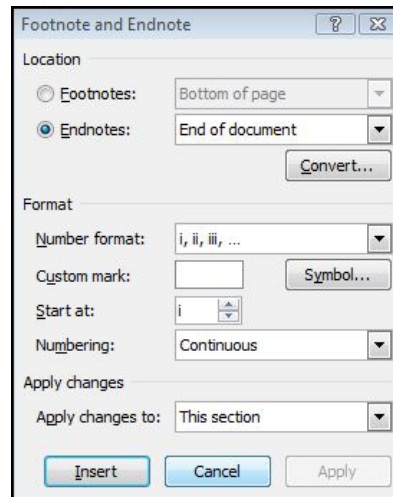 Footnote and Endnote
Location
Footnotes: Bottom of page
Endnotes: End of document
Convert...
Format
Number format: i, ii, iii, ...
Custom mark: Symbol...
Start at: i
Numbering: Continuous
Apply changes
Apply changes to: This section
Insert Cancel Apply